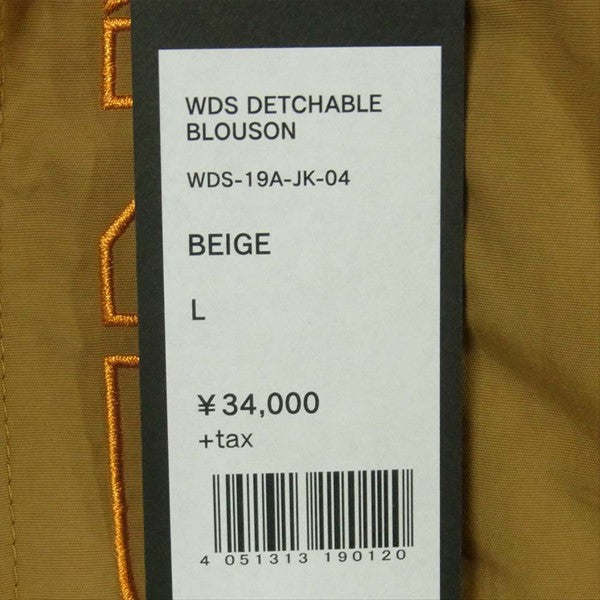 WDS DETCHABLE
BLOUSON
WDS-19A-JK-04
BEIGE
L
¥34,000
+tax
4 051313 190120